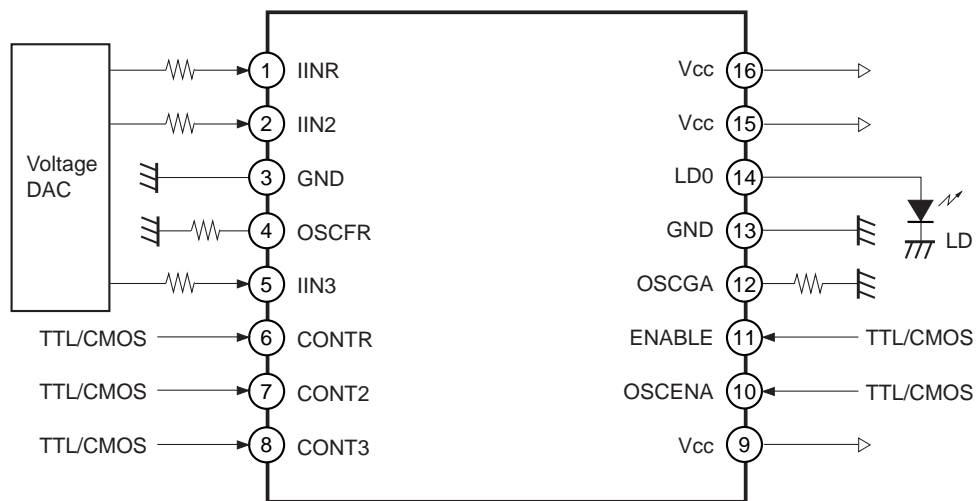 Voltage
DAC
1 IINR
2 IIN2
3 GND
4 OSCFR
5 IIN3
TTL/CMOS 6 CONTR
TTL/CMOS 7 CONT2
TTL/CMOS 8 CONT3
Vcc 16
Vcc 15
LD0 14
LD
GND 13
OSCGA 12
ENABLE 11 TTL/CMOS
OSCENA 10 TTL/CMOS
Vcc 9